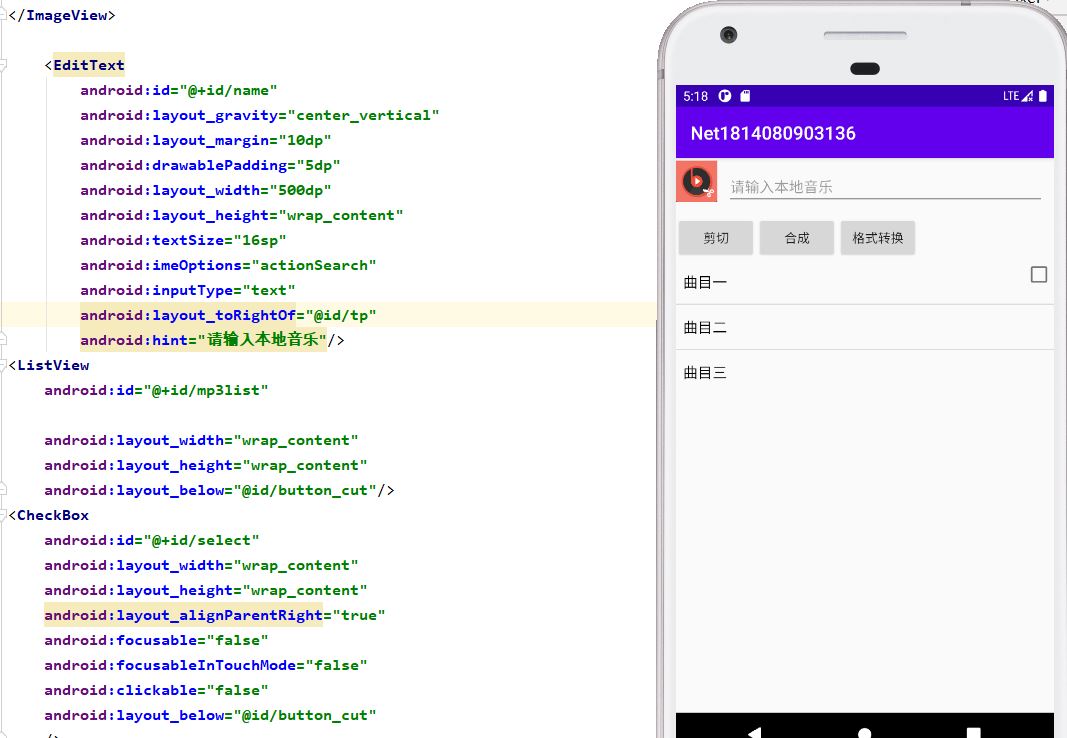 </ImageView>
<EditText
android:id="@+id/name"
android:layout_gravity="center_vertical"
android:layout_margin="10dp"
android:drawablePadding="5dp"
android:layout_width="500dp"
android:layout_height="wrap_content"
android:textSize="16sp"
android:imeOptions="actionSearch"
android:inputType="text"
android:layout_toRightOf="@id/tp"
android:hint="请输入本地音乐"/>
<ListView
android:id="@+id/mp3list"
android:layout_width="wrap_content"
android:layout_height="wrap_content"
android:layout_below="@id/button_cut"/>
<CheckBox
android:id="@+id/select"
android:layout_width="wrap_content"
android:layout_height="wrap_content"
android:layout_alignParentRight="true"
android:focusable="false"
android:focusableInTouchMode="false"
android:clickable="false"
android:layout_below="@id/button_cut"
5:18 LTE
Net1814080903136
请输入本地音乐
剪切 合成 格式转换
曲目一
曲目二
曲目三